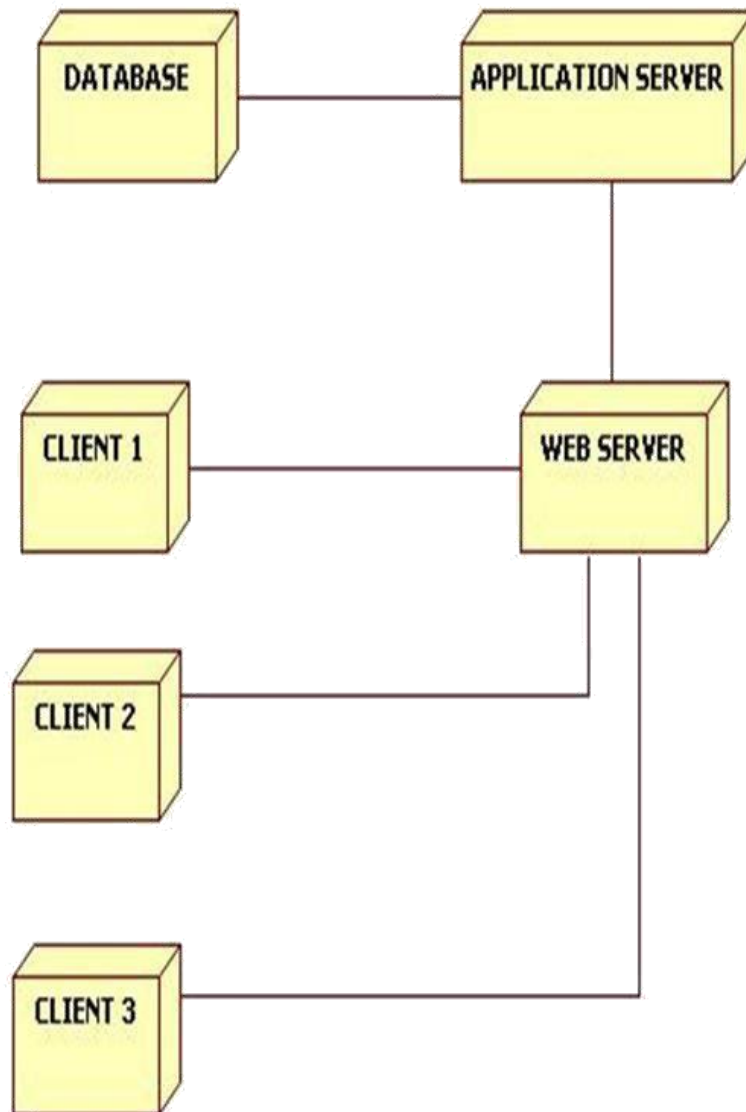 DATABASE
APPLICATION SERVER
CLIENT 1
WEB SERVER
CLIENT 2
CLIENT 3